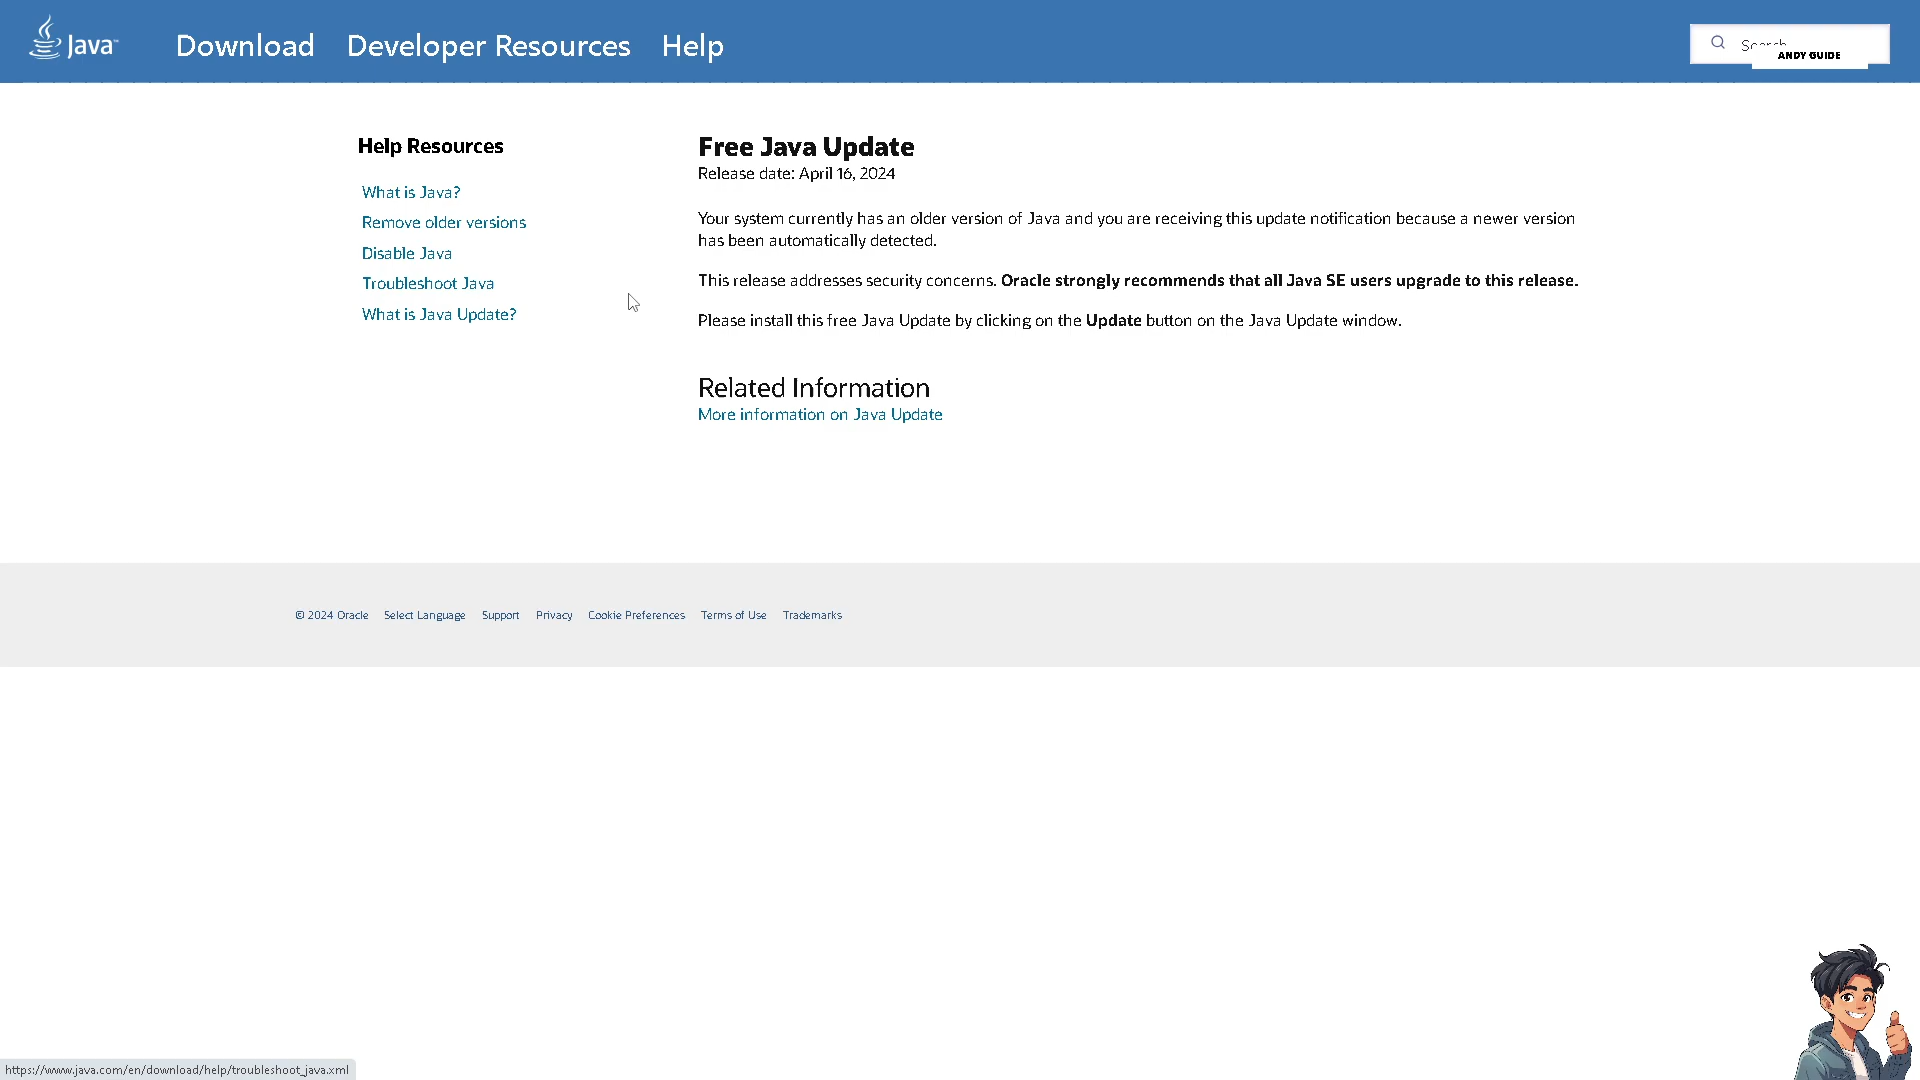 Java™
Download
Developer Resources
Help
ANDY GUIDE
Help Resources
What is Java?
Remove older versions
Disable Java
Troubleshoot Java
What is Java Update?
Free Java Update
Release date: April 16, 2024
Your system currently has an older version of Java and you are receiving this update notification because a newer version
has been automatically detected.
This release addresses security concerns. Oracle strongly recommends that all Java SE users upgrade to this release.
Please install this free Java Update by clicking on the Update button on the Java Update window.
Related Information
More information on Java Update
© 2024 Oracle
Select Language
Support
Privacy
Cookie Preferences
Terms of Use
Trademarks
https://www.java.com/en/download/help/troubleshoot_java.xml